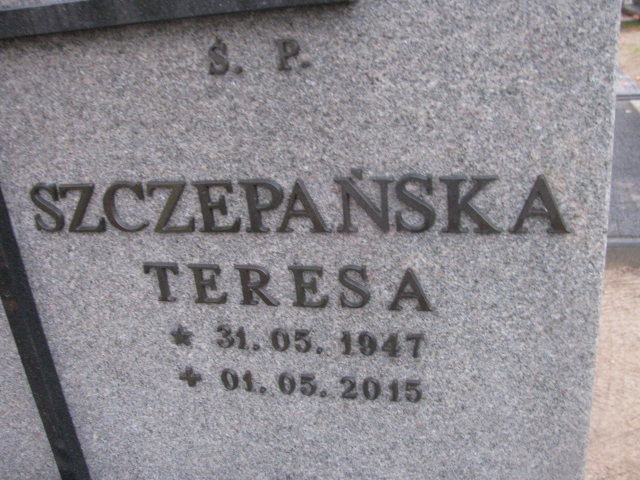 Ś. P.
SZCZEPAŃSKA
TERESA
* 31. 05. 1947
+ 01. 05. 2015